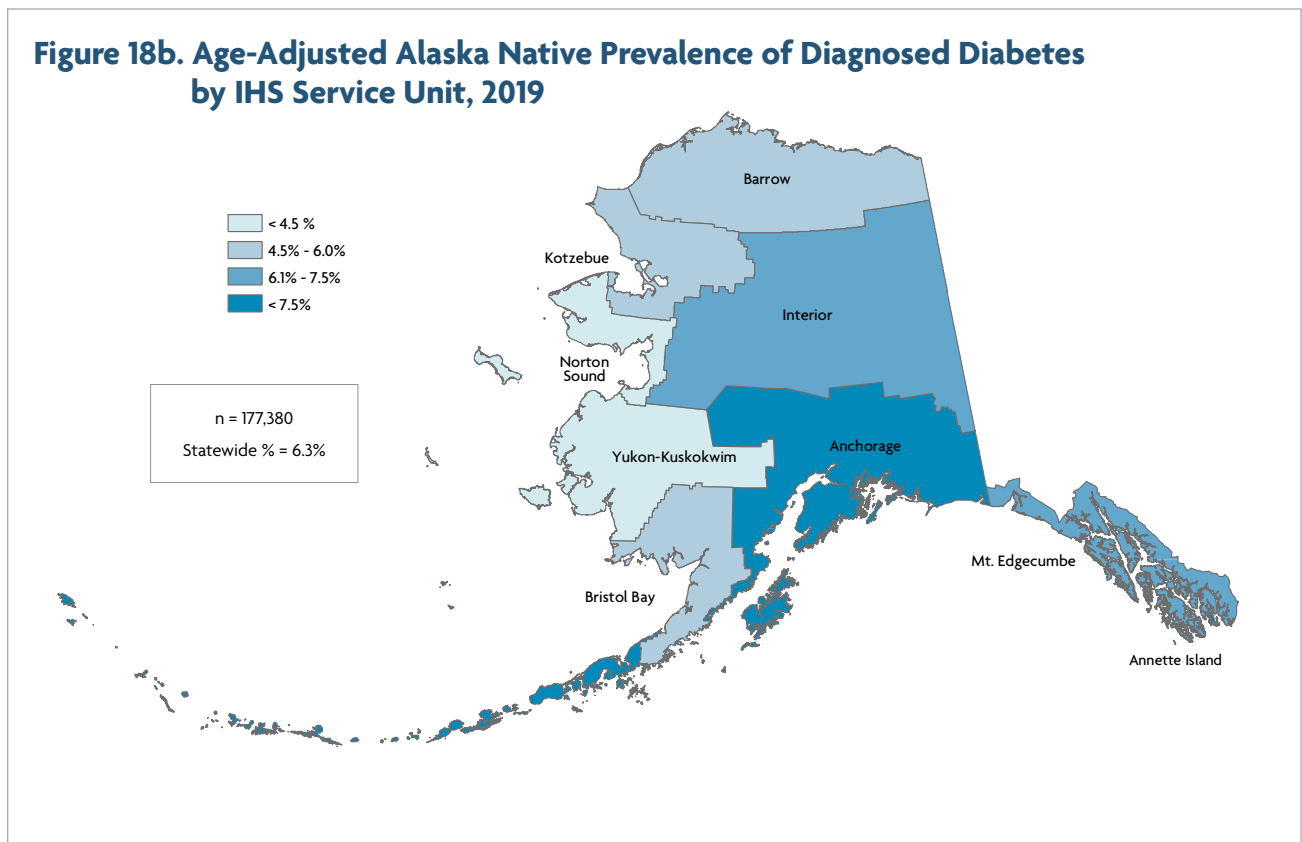 Figure 18b. Age-Adjusted Alaska Native Prevalence of Diagnosed Diabetes
by IHS Service Unit, 2019
Barrow
< 4.5 %
4.5% - 6.0%
6.1% - 7.5%
< 7.5%
Kotzebue
Interior
Norton
Sound
n = 177,380
Statewide % = 6.3%
Anchorage
Yukon-Kuskokwim
Mt. Edgecumbe
Bristol Bay
Annette Island